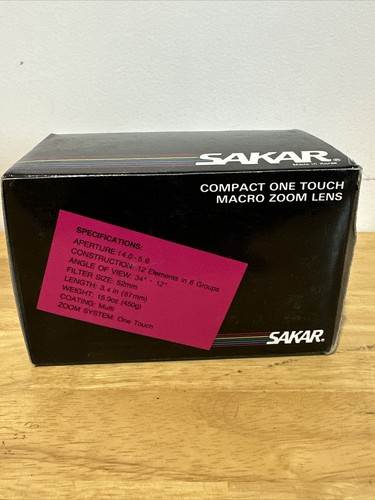 SAKAR®
Made in Korea
COMPACT ONE TOUCH
MACRO ZOOM LENS
SPECIFICATIONS:
APERTURE f4.0 - 5.6
CONSTRUCTION: 12 Elements in 8 Groups
ANGLE OF VIEW: 34° - 12°
FILTER SIZE: 52mm
LENGTH: 3.4 in (87mm)
WEIGHT: 15.9oz (450g)
COATING: Multi
ZOOM SYSTEM: One Touch
SAKAR®